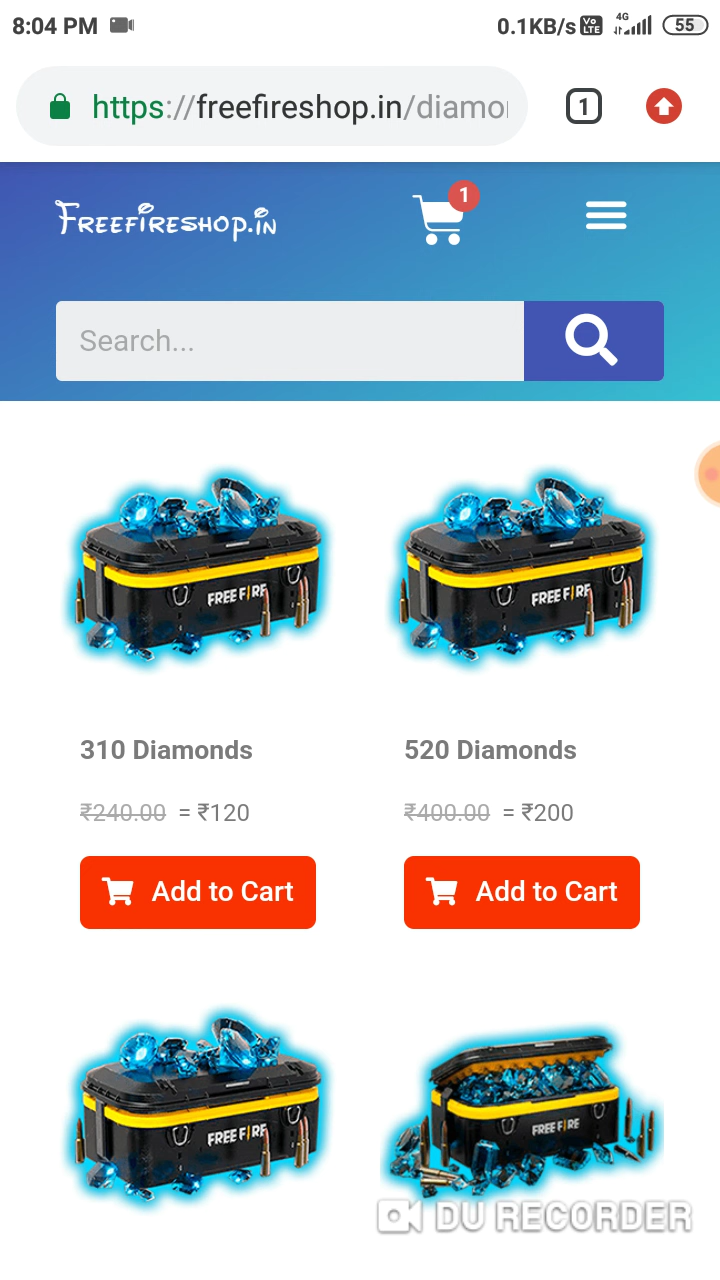 8:04 PM 0.1KB/s Vo LTE 4G 55
https://freefireshop.in/diamo
1
Freefireshop.in
1
Search...
FREE FIRE FREE FIRE
310 Diamonds 520 Diamonds
₹240.00 = ₹120 ₹400.00 = ₹200
Add to Cart Add to Cart
FREE FIRE FREE FIRE
DU RECORDER